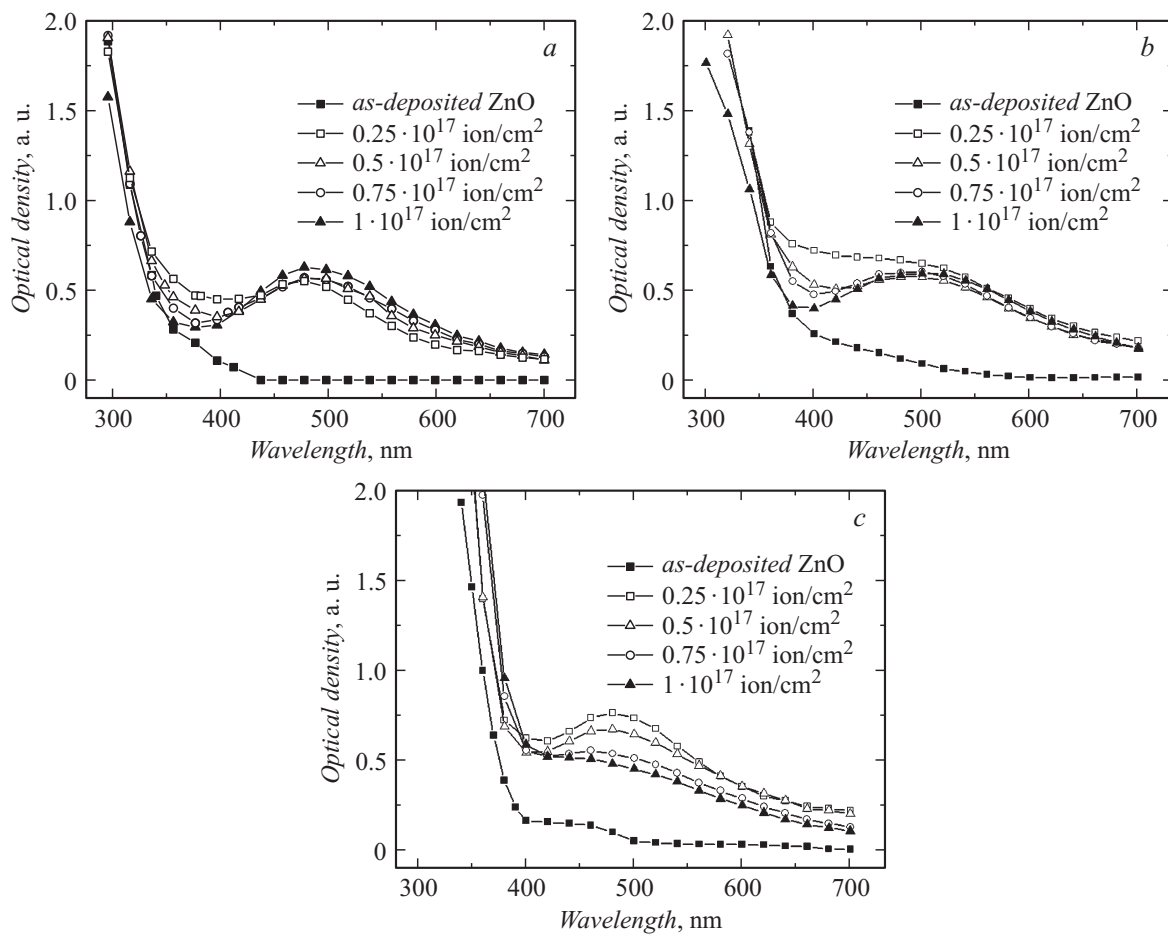 2.0
1.5
1.0
0.5
0
300
400
500
600
700
Optical density, a. u.
Wavelength, nm
a
as-deposited ZnO
0.25 · 10^17 ion/cm^2
0.5 · 10^17 ion/cm^2
0.75 · 10^17 ion/cm^2
1 · 10^17 ion/cm^2
2.0
1.5
1.0
0.5
0
300
400
500
600
700
Optical density, a. u.
Wavelength, nm
b
as-deposited ZnO
0.25 · 10^17 ion/cm^2
0.5 · 10^17 ion/cm^2
0.75 · 10^17 ion/cm^2
1 · 10^17 ion/cm^2
2.0
1.5
1.0
0.5
0
300
400
500
600
700
Optical density, a. u.
Wavelength, nm
c
as-deposited ZnO
0.25 · 10^17 ion/cm^2
0.5 · 10^17 ion/cm^2
0.75 · 10^17 ion/cm^2
1 · 10^17 ion/cm^2